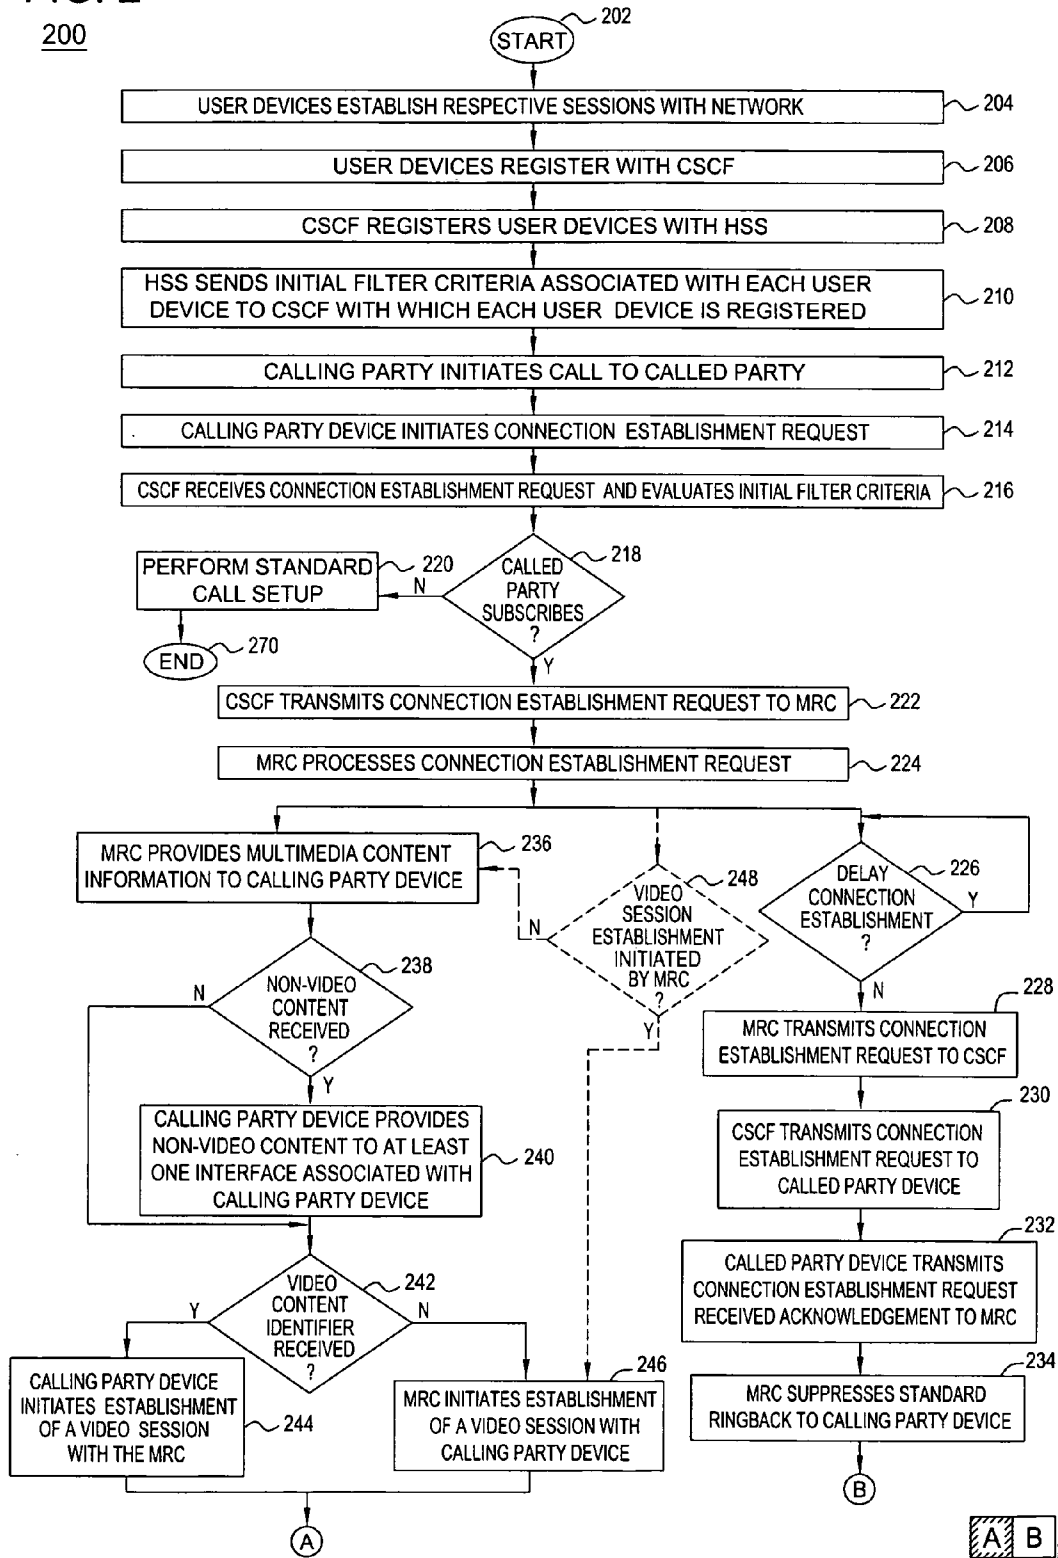 200
START
202
USER DEVICES ESTABLISH RESPECTIVE SESSIONS WITH NETWORK
204
USER DEVICES REGISTER WITH CSCF
206
CSCF REGISTERS USER DEVICES WITH HSS
208
HSS SENDS INITIAL FILTER CRITERIA ASSOCIATED WITH EACH USER
DEVICE TO CSCF WITH WHICH EACH USER DEVICE IS REGISTERED
210
CALLING PARTY INITIATES CALL TO CALLED PARTY
212
CALLING PARTY DEVICE INITIATES CONNECTION ESTABLISHMENT REQUEST
214
CSCF RECEIVES CONNECTION ESTABLISHMENT REQUEST AND EVALUATES INITIAL FILTER CRITERIA
216
CALLED
PARTY
SUBSCRIBES
?
218
N
Y
PERFORM STANDARD
CALL SETUP
220
END
270
CSCF TRANSMITS CONNECTION ESTABLISHMENT REQUEST TO MRC
222
MRC PROCESSES CONNECTION ESTABLISHMENT REQUEST
224
MRC PROVIDES MULTIMEDIA CONTENT
INFORMATION TO CALLING PARTY DEVICE
236
VIDEO
SESSION
ESTABLISHMENT
INITIATED
BY MRC
?
248
N
Y
DELAY
CONNECTION
ESTABLISHMENT
?
226
Y
N
NON-VIDEO
CONTENT
RECEIVED
?
238
N
Y
MRC TRANSMITS CONNECTION
ESTABLISHMENT REQUEST TO CSCF
228
CALLING PARTY DEVICE PROVIDES
NON-VIDEO CONTENT TO AT LEAST
ONE INTERFACE ASSOCIATED WITH
CALLING PARTY DEVICE
240
CSCF TRANSMITS CONNECTION
ESTABLISHMENT REQUEST TO
CALLED PARTY DEVICE
230
VIDEO
CONTENT
IDENTIFIER
RECEIVED
?
242
Y
N
CALLED PARTY DEVICE TRANSMITS
CONNECTION ESTABLISHMENT REQUEST
RECEIVED ACKNOWLEDGEMENT TO MRC
232
CALLING PARTY DEVICE
INITIATES ESTABLISHMENT
OF A VIDEO SESSION
WITH THE MRC
244
MRC INITIATES ESTABLISHMENT
OF A VIDEO SESSION WITH
CALLING PARTY DEVICE
246
MRC SUPPRESSES STANDARD
RINGBACK TO CALLING PARTY DEVICE
234
A
B
A B